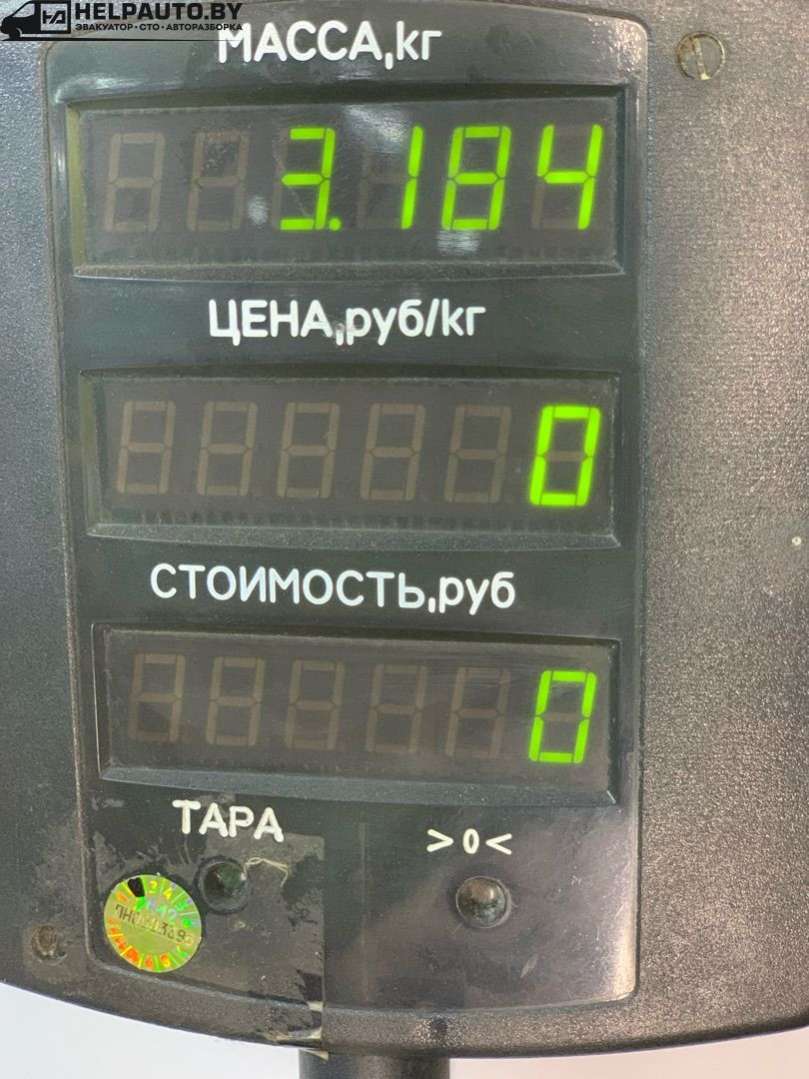 HELPAUTO.BY
ЭВАКУАТОР·СТО·АВТОРАЗБОРКА
МАССА,кг
3.184
ЦЕНА,руб/кг
0
СТОИМОСТЬ,руб
0
ТАРА
>0<